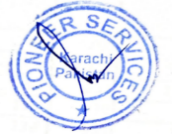 PIONEER SERVICES
Karachi
Pakistan